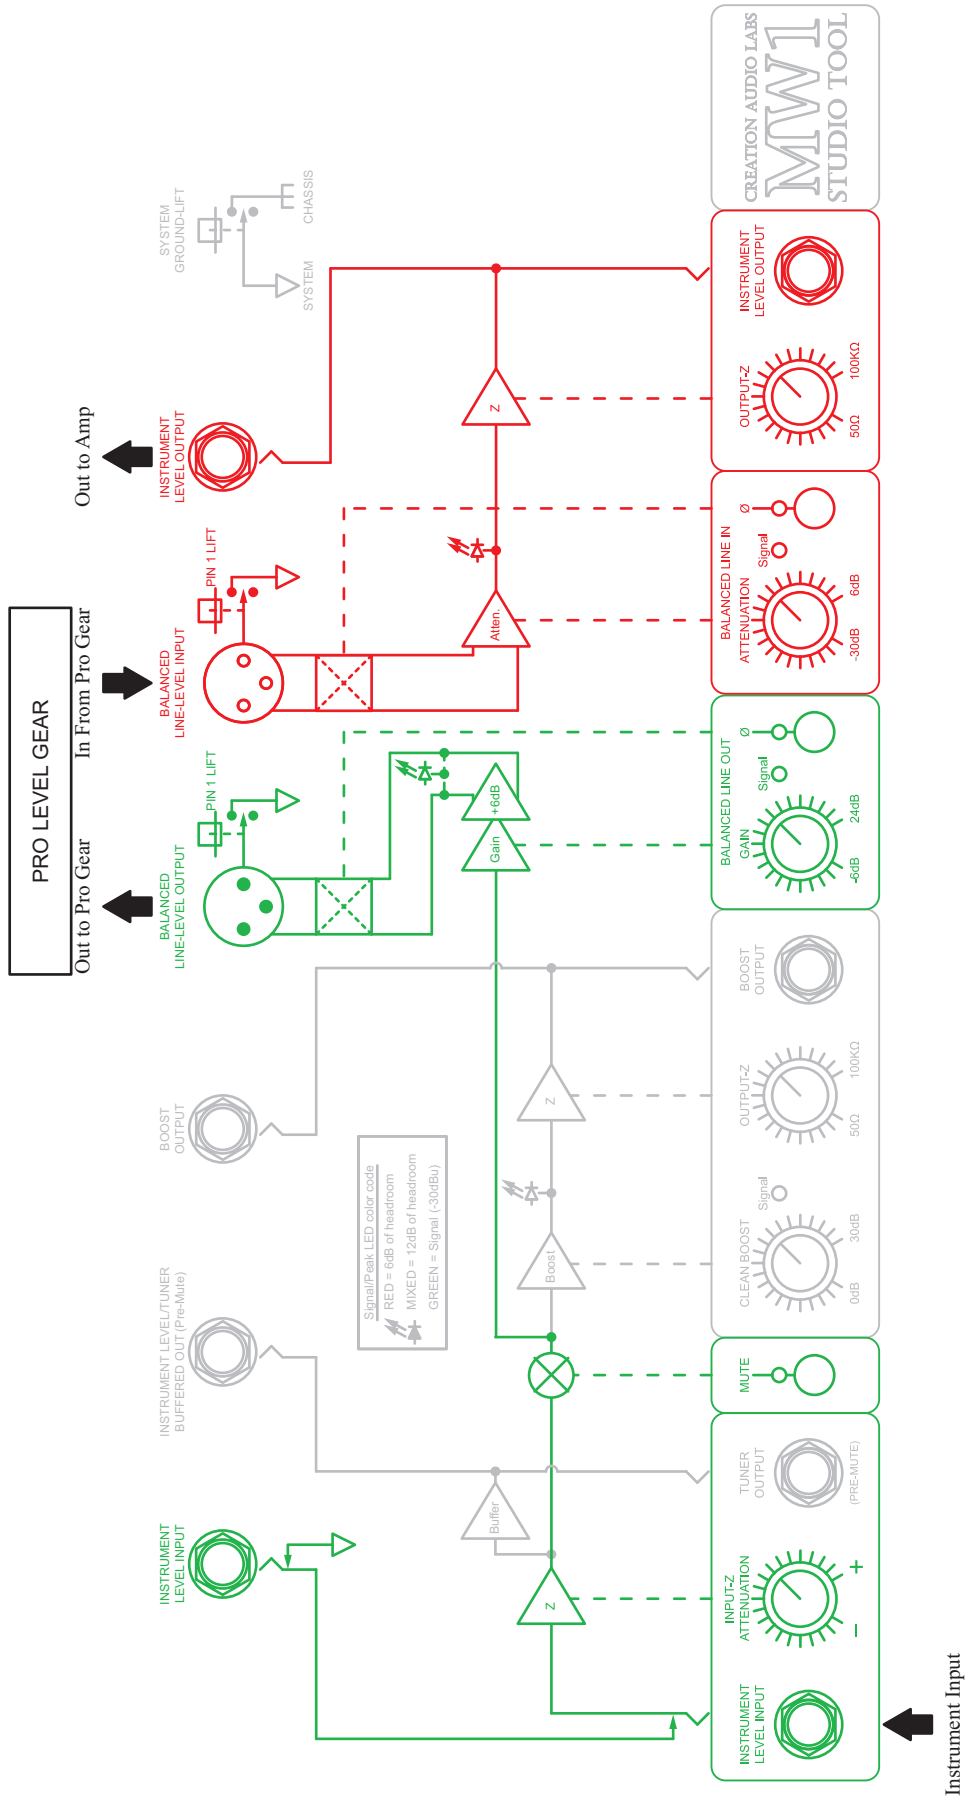 PRO LEVEL GEAR
Out to Pro Gear
In From Pro Gear
Out to Amp
INSTRUMENT
LEVEL INPUT
INSTRUMENT LEVEL/TUNER
BUFFERED OUT (Pre-Mute)
BOOST
OUTPUT
BALANCED
LINE-LEVEL OUTPUT
PIN 1 LIFT
BALANCED
LINE-LEVEL INPUT
PIN 1 LIFT
INSTRUMENT
LEVEL OUTPUT
SYSTEM
GROUND-LIFT
SYSTEM
CHASSIS
Signal/Peak LED color code
RED = 6dB of headroom
MIXED = 12dB of headroom
GREEN = Signal (-30dBu)
Z
Buffer
Boost
Z
Gain
+6dB
Atten.
Z
INSTRUMENT
LEVEL INPUT
INPUT-Z
ATTENUATION
–
+
TUNER
OUTPUT
(PRE-MUTE)
MUTE
CLEAN BOOST
Signal
0dB
30dB
OUTPUT-Z
50Ω
100KΩ
BOOST
OUTPUT
BALANCED LINE OUT
GAIN
Signal
Ø
-6dB
24dB
BALANCED LINE IN
ATTENUATION
Signal
Ø
-30dB
6dB
OUTPUT-Z
50Ω
100KΩ
INSTRUMENT
LEVEL OUTPUT
CREATION AUDIO LABS
MW1
STUDIO TOOL
Instrument Input